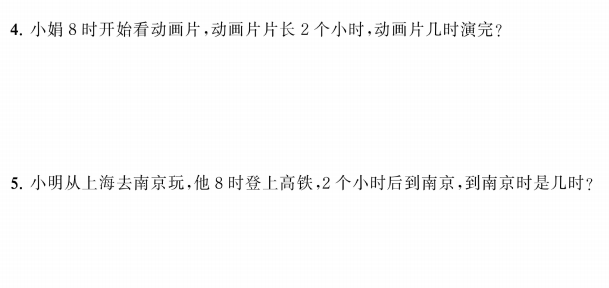 4. 小娟 8 时开始看动画片,动画片片长 2 个小时,动画片几时演完?
5. 小明从上海去南京玩,他 8 时登上高铁,2 个小时后到南京,到南京时是几时?